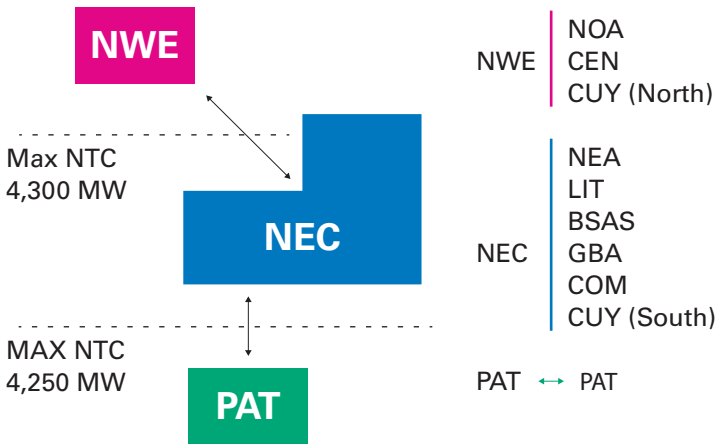 NWE
Max NTC
4,300 MW
NEC
MAX NTC
4,250 MW
PAT
NWE
NOA
CEN
CUY (North)
NEC
NEA
LIT
BSAS
GBA
COM
CUY (South)
PAT
PAT